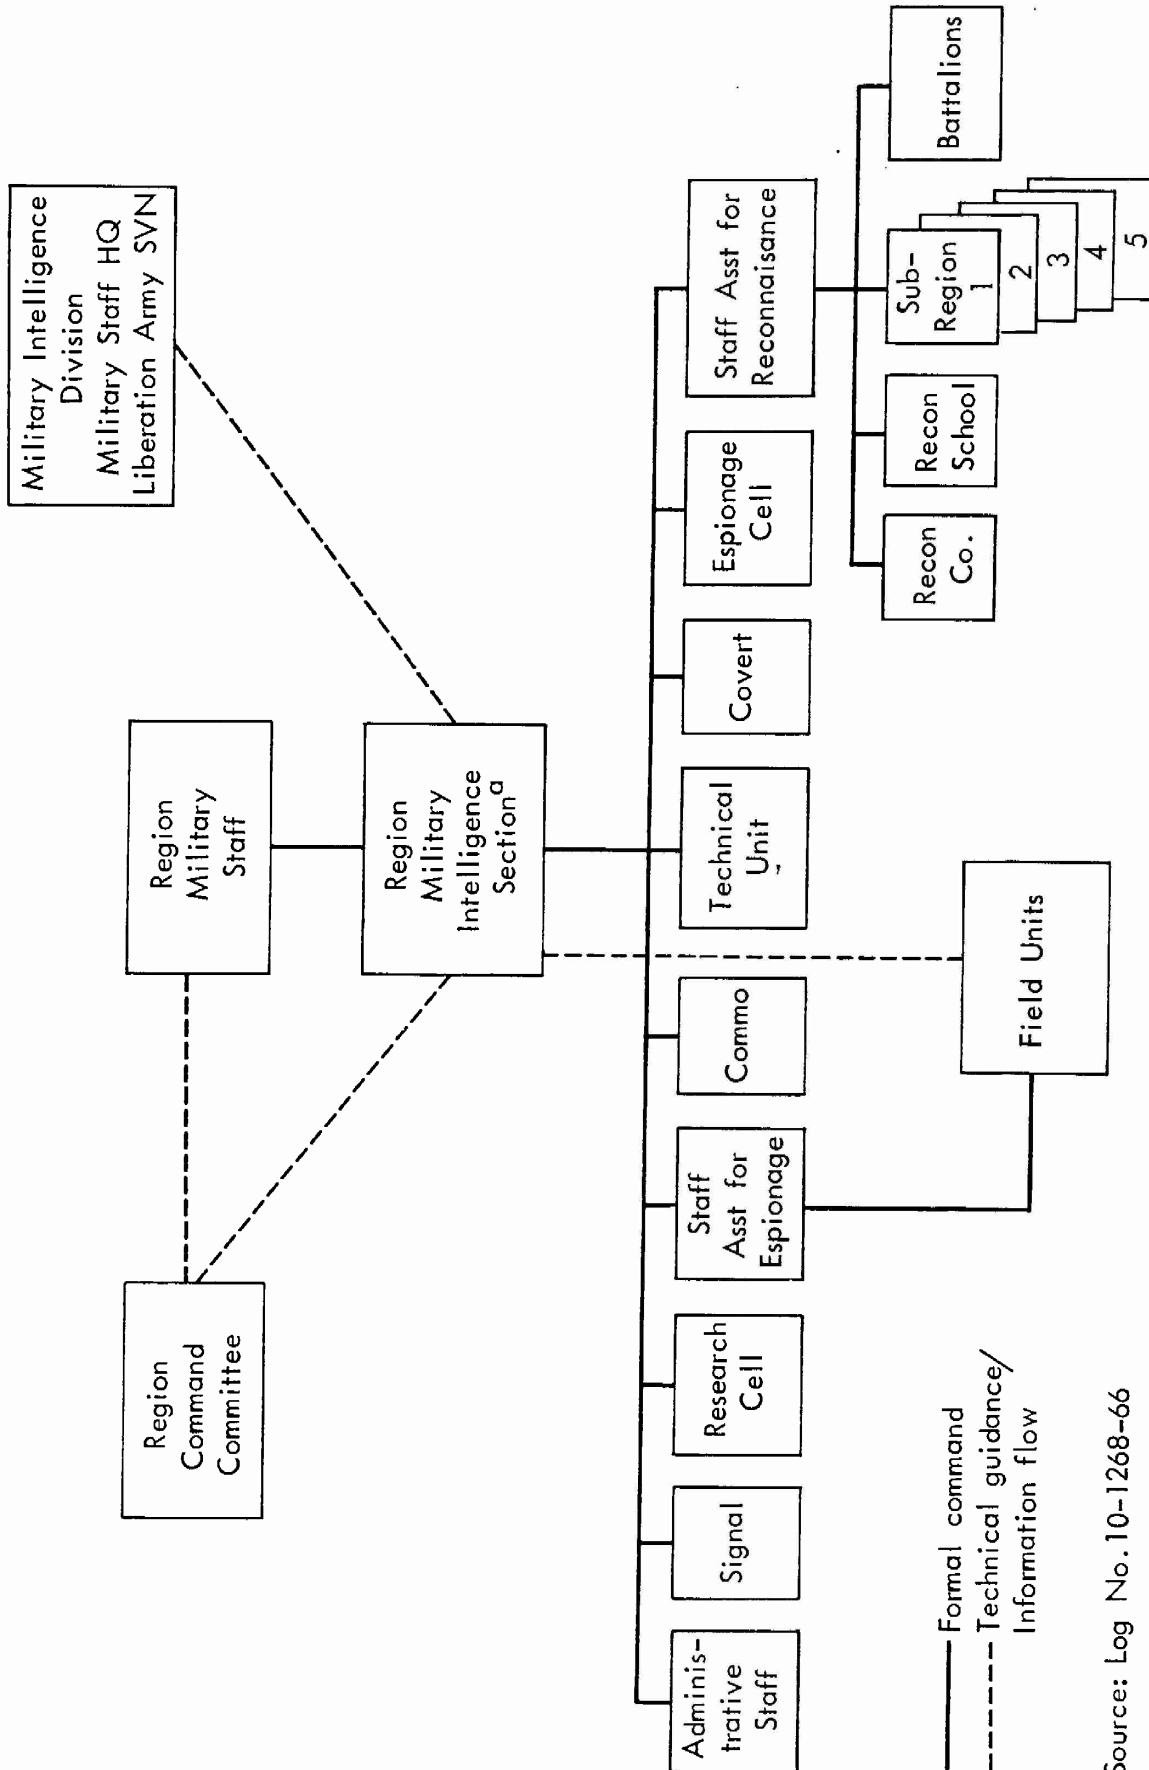 Military Intelligence
Division
Military Staff HQ
Liberation Army SVN
Region
Military
Staff
Region
Command
Committee
Region
Military
Intelligence
Section a
Adminis-
trative
Staff
Signal
Research
Cell
Staff
Asst for
Espionage
Commo
Technical
Unit
Covert
Espionage
Cell
Staff Asst for
Reconnaisance
Field Units
Recon
Co.
Recon
School
Sub-
Region
1
2
3
4
5
Battalions
Formal command
Technical guidance/
Information flow
Source: Log No.10-1268-66